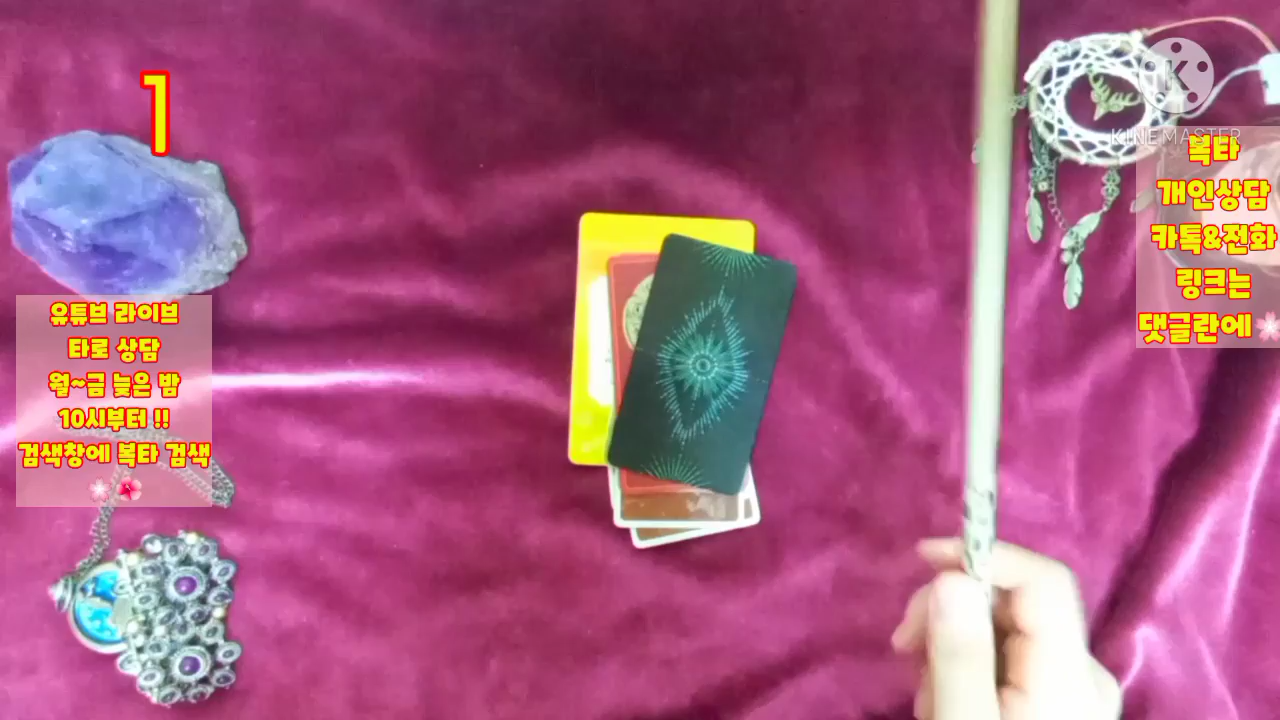 1
유튜브 라이브
타로 상담
월~금 늦은 밤
10시부터 !!
검색창에 복타 검색
K
KINEMASTER
복타
개인상담
카톡&전화
링크는
댓글란에